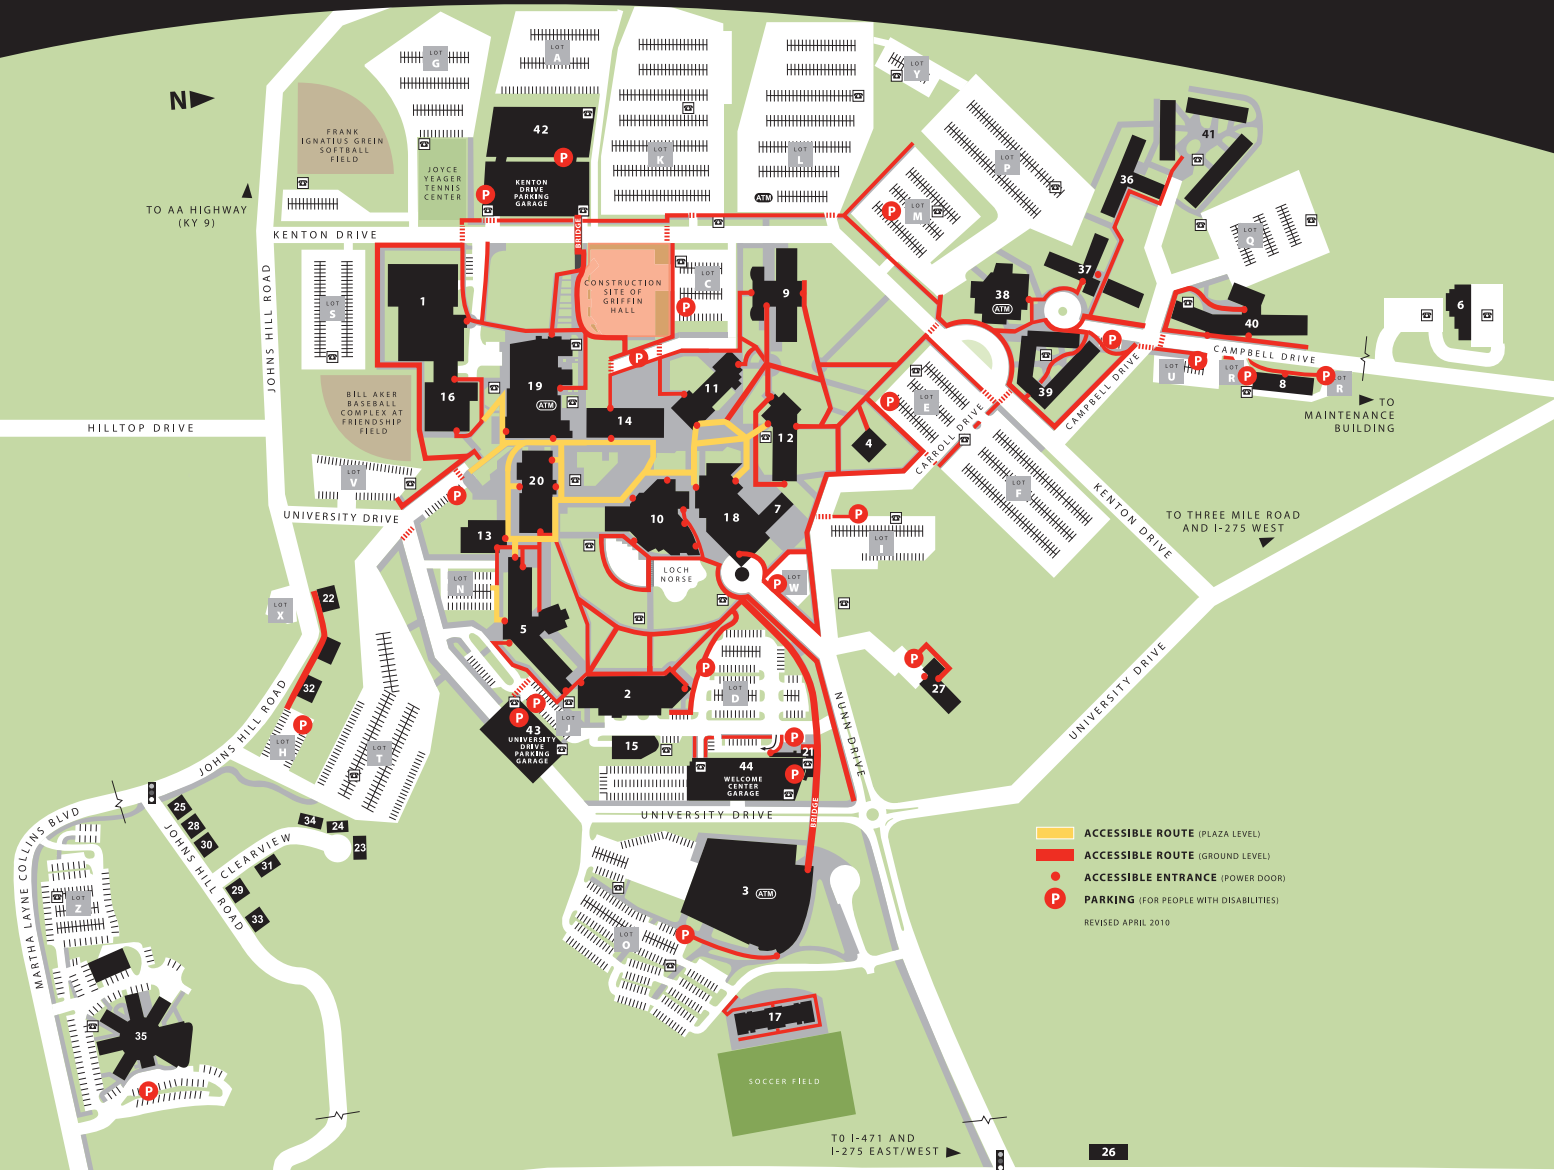 LOT
G
LOT
A
LOT
K
LOT
L
LOT
Y
LOT
P
N
FRANK
IGNATIUS GREIN
SOFTBALL
FIELD
42
P
KENTON
DRIVE
PARKING
GARAGE
P
JOYCE
YEAGER
TENNIS
CENTER
ATM
LOT
M
P
41
36
LOT
Q
TO AA HIGHWAY
(KY 9)
KENTON DRIVE
BRIDGE
JOHNS HILL ROAD
LOT
S
1
CONSTRUCTION
SITE OF
GRIFFIN
HALL
LOT
C
P
9
37
38
ATM
40
6
CAMPBELL DRIVE
P
P
LOT
U
LOT
R
P
8
P
LOT
R
TO
MAINTENANCE
BUILDING
39
CAMPBELL DRIVE
P
19
ATM
11
16
14
BILL AKER
BASEBALL
COMPLEX AT
FRIENDSHIP
FIELD
HILLTOP DRIVE
12
4
P
LOT
E
CARROLL DRIVE
LOT
F
KENTON DRIVE
TO THREE MILE ROAD
AND I-275 WEST
LOT
V
P
UNIVERSITY DRIVE
20
10
18
7
13
P
LOT
I
LOCH
NORSE
P
LOT
W
LOT
N
LOT
X
22
5
32
P
LOT
H
JOHNS HILL ROAD
LOT
T
2
P
LOT
D
P
27
NUNN DRIVE
UNIVERSITY DRIVE
P
P
43
UNIVERSITY
DRIVE
PARKING
GARAGE
LOT
J
15
P
21
44
WELCOME
CENTER
GARAGE
P
BRIDGE
UNIVERSITY DRIVE
MARTHA LAYNE COLLINS BLVD
25
28
30
JOHNS HILL ROAD
34
24
23
CLEARVIEW
31
29
33
LOT
Z
35
P
3
ATM
LOT
O
P
17
SOCCER FIELD
ACCESSIBLE ROUTE (PLAZA LEVEL)
ACCESSIBLE ROUTE (GROUND LEVEL)
ACCESSIBLE ENTRANCE (POWER DOOR)
P
PARKING (FOR PEOPLE WITH DISABILITIES)
REVISED APRIL 2010
TO I-471 AND
I-275 EAST/WEST
26